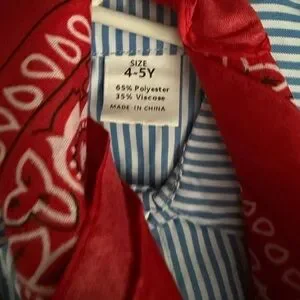 SIZE
4-5Y
65% Polyester
35% Viscose
MADE IN CHINA